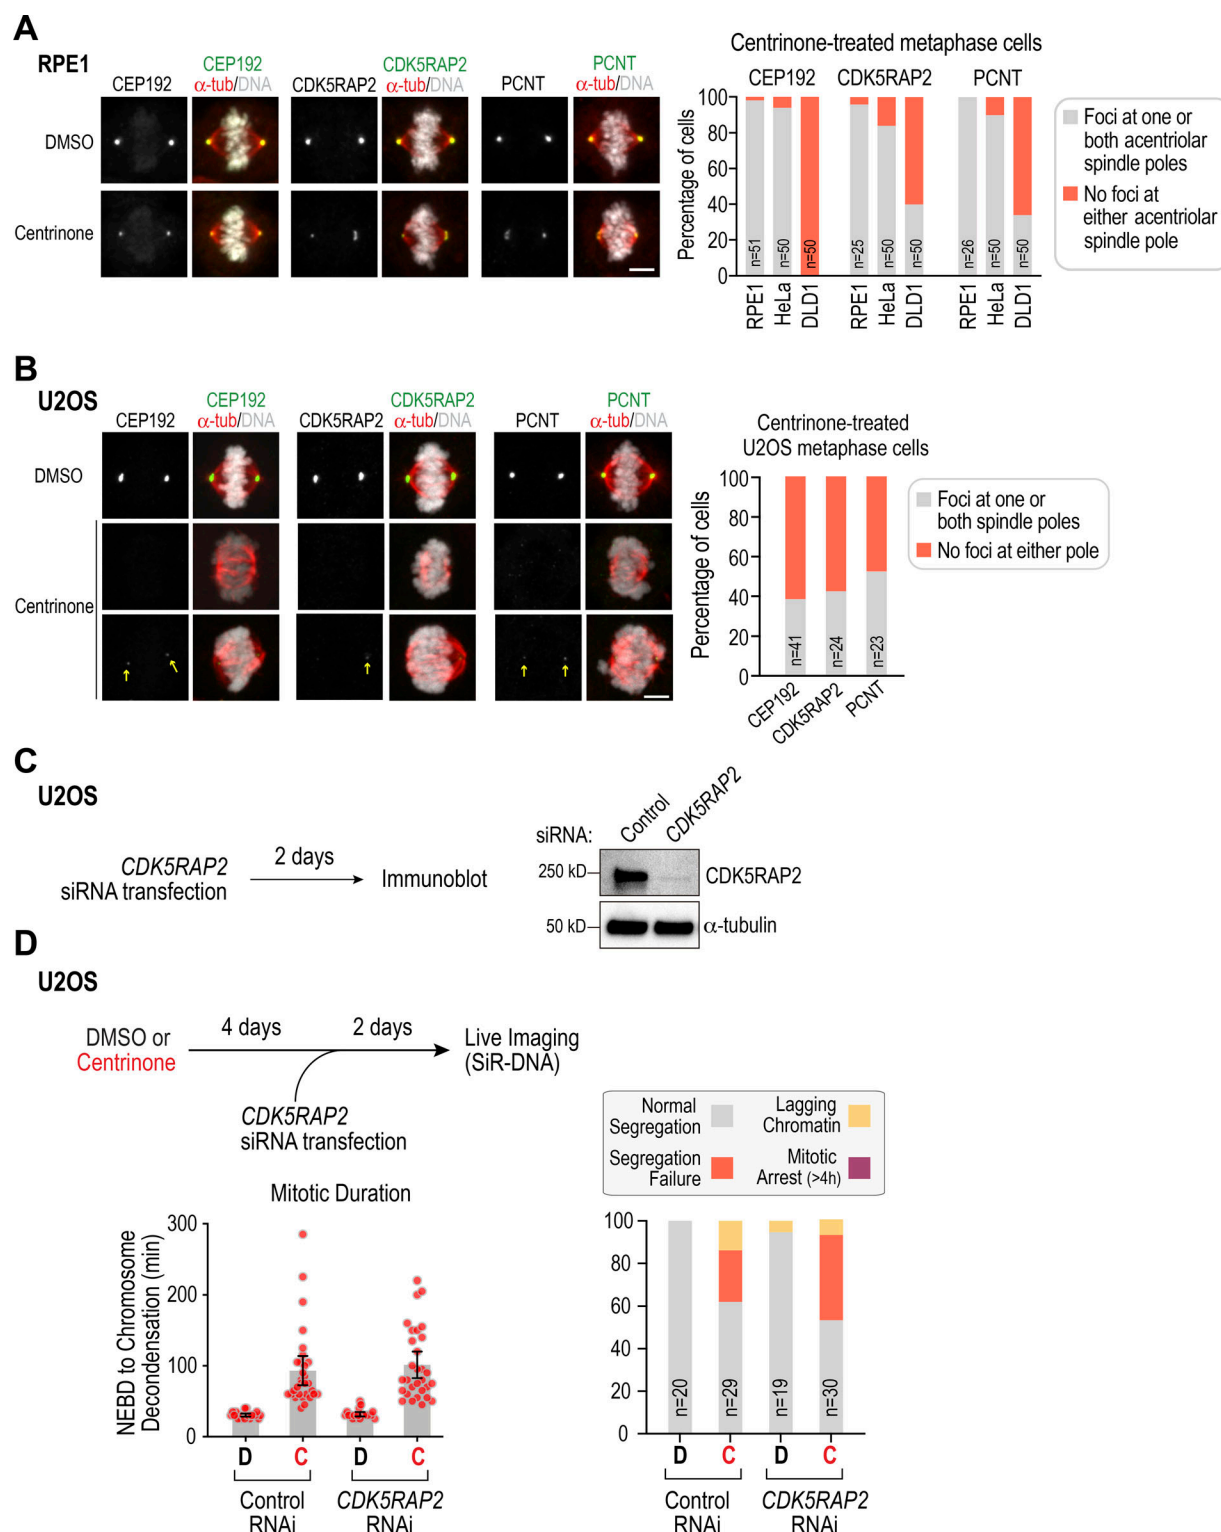 A
RPE1
CEP192
CEP192
α-tub/DNA
CDK5RAP2
CDK5RAP2
α-tub/DNA
PCNT
PCNT
α-tub/DNA
DMSO
Centrinone
Centrinone-treated metaphase cells
CEP192
CDK5RAP2
PCNT
Percentage of cells
100
80
60
40
20
0
n=51
n=50
n=50
n=25
n=50
n=50
n=26
n=50
n=50
RPE1
HeLa
DLD1
RPE1
HeLa
DLD1
RPE1
HeLa
DLD1
Foci at one or
both acentriolar
spindle poles
No foci at
either acentriolar
spindle pole
B
U2OS
CEP192
CEP192
α-tub/DNA
CDK5RAP2
CDK5RAP2
α-tub/DNA
PCNT
PCNT
α-tub/DNA
DMSO
Centrinone
Centrinone-treated
U2OS metaphase cells
Percentage of cells
100
80
60
40
20
0
n=41
n=24
n=23
CEP192
CDK5RAP2
PCNT
Foci at one or
both spindle poles
No foci at either pole
C
U2OS
CDK5RAP2
siRNA transfection
2 days
Immunoblot
siRNA:
Control
CDK5RAP2
250 kD
CDK5RAP2
50 kD
α-tubulin
D
U2OS
DMSO or
Centrinone
4 days
2 days
Live Imaging
(SiR-DNA)
CDK5RAP2
siRNA transfection
Mitotic Duration
NEBD to Chromosome
Decondensation (min)
300
200
100
0
D
C
D
C
Control
RNAi
CDK5RAP2
RNAi
Normal
Segregation
Lagging
Chromatin
Segregation
Failure
Mitotic
Arrest (>4h)
100
80
60
40
20
0
n=20
n=29
n=19
n=30
D
C
D
C
Control
RNAi
CDK5RAP2
RNAi